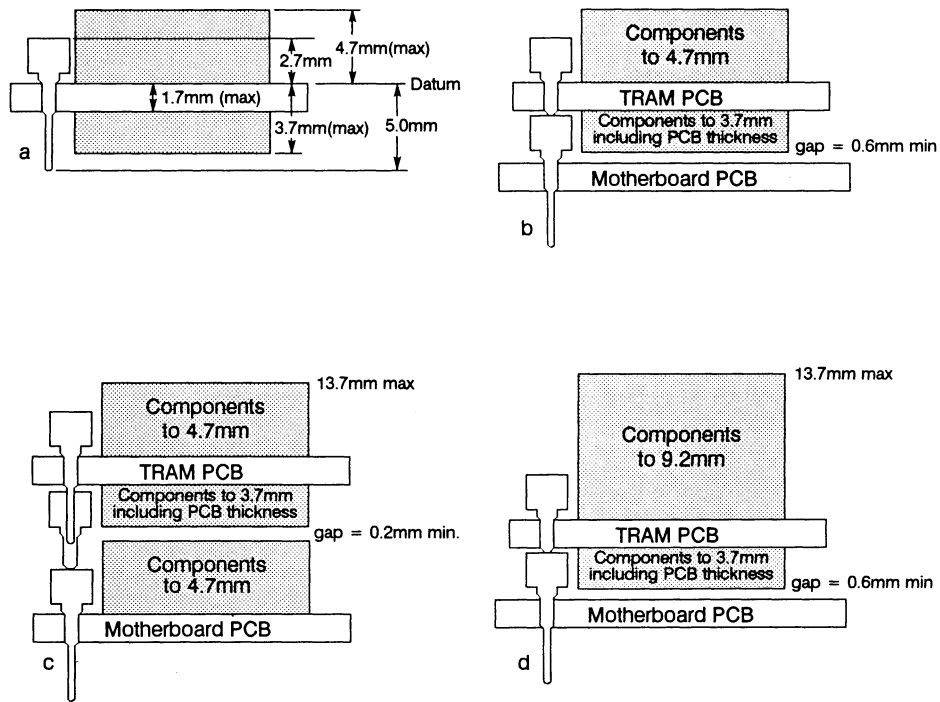 4.7mm(max)
2.7mm
Datum
1.7mm (max)
3.7mm(max)
5.0mm
a
Components
to 4.7mm
TRAM PCB
Components to 3.7mm
including PCB thickness
gap = 0.6mm min
Motherboard PCB
b
13.7mm max
Components
to 4.7mm
TRAM PCB
Components to 3.7mm
including PCB thickness
gap = 0.2mm min.
Components
to 4.7mm
Motherboard PCB
c
13.7mm max
Components
to 9.2mm
TRAM PCB
Components to 3.7mm
including PCB thickness
gap = 0.6mm min
Motherboard PCB
d